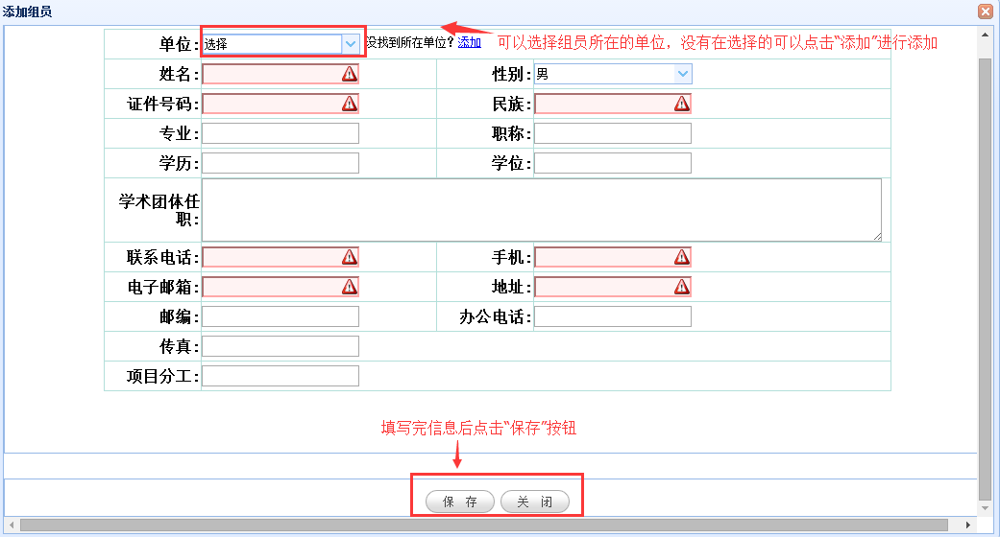 添加组员
单位: 选择 没找到所在单位？添加 可以选择组员所在的单位，没有在选择的可以点击“添加”进行添加
姓名: 性别: 男
证件号码: 民族:
专业: 职称:
学历: 学位:
学术团体任
职:
联系电话: 手机:
电子邮箱: 地址:
邮编: 办公电话:
传真:
项目分工:
填写完信息后点击“保存”按钮
保 存 关 闭